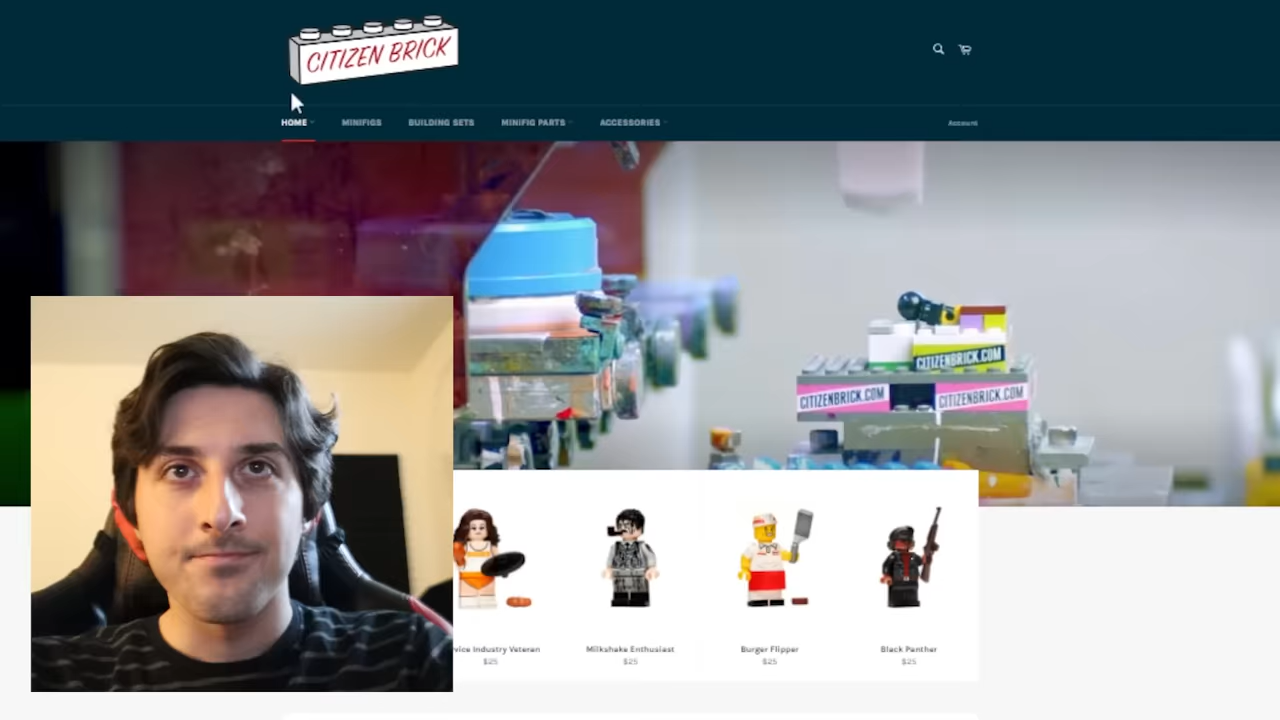 CITIZEN BRICK
HOME
MINIFIGS
BUILDING SETS
MINIFIG PARTS
ACCESSORIES
Account
CITIZENBRICK.COM
CITIZENBRICK.COM
CITIZENBRICK.COM
vice Industry Veteran
$25
Milkshake Enthusiast
$25
Burger Flipper
$25
Black Panther
$25